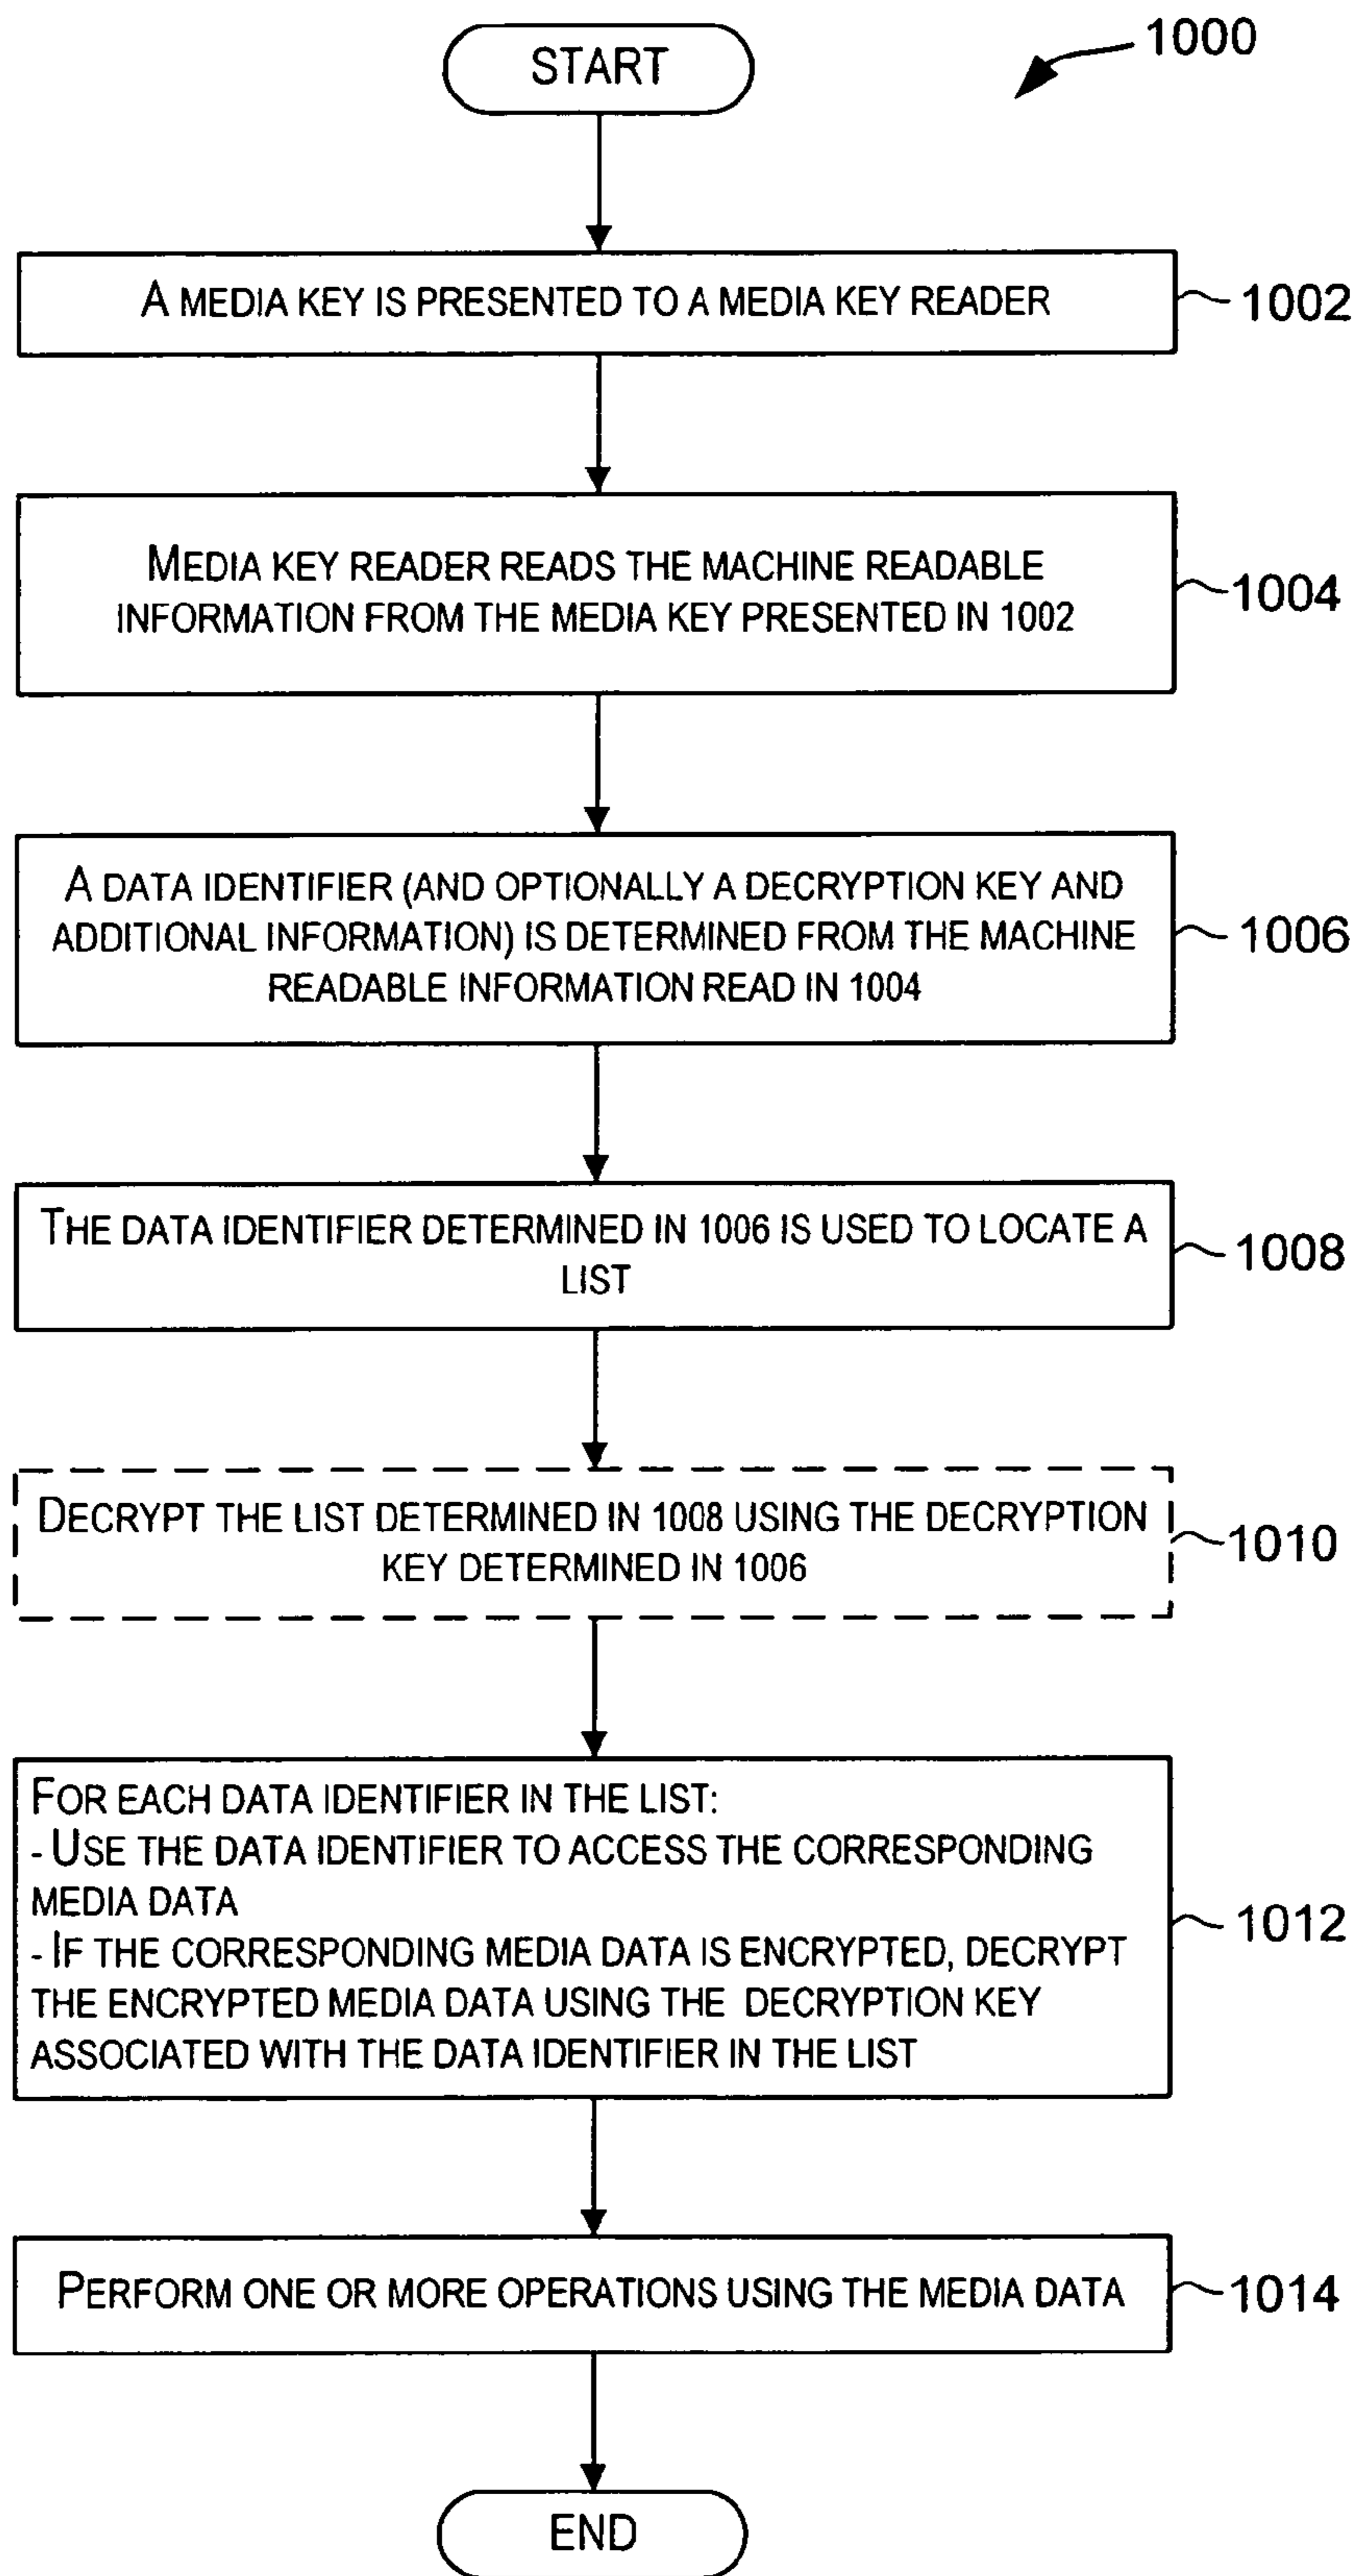 START
1000
A MEDIA KEY IS PRESENTED TO A MEDIA KEY READER
1002
MEDIA KEY READER READS THE MACHINE READABLE
INFORMATION FROM THE MEDIA KEY PRESENTED IN 1002
1004
A DATA IDENTIFIER (AND OPTIONALLY A DECRYPTION KEY AND
ADDITIONAL INFORMATION) IS DETERMINED FROM THE MACHINE
READABLE INFORMATION READ IN 1004
1006
THE DATA IDENTIFIER DETERMINED IN 1006 IS USED TO LOCATE A
LIST
1008
DECRYPT THE LIST DETERMINED IN 1008 USING THE DECRYPTION
KEY DETERMINED IN 1006
1010
FOR EACH DATA IDENTIFIER IN THE LIST:
- USE THE DATA IDENTIFIER TO ACCESS THE CORRESPONDING
MEDIA DATA
- IF THE CORRESPONDING MEDIA DATA IS ENCRYPTED, DECRYPT
THE ENCRYPTED MEDIA DATA USING THE DECRYPTION KEY
ASSOCIATED WITH THE DATA IDENTIFIER IN THE LIST
1012
PERFORM ONE OR MORE OPERATIONS USING THE MEDIA DATA
1014
END